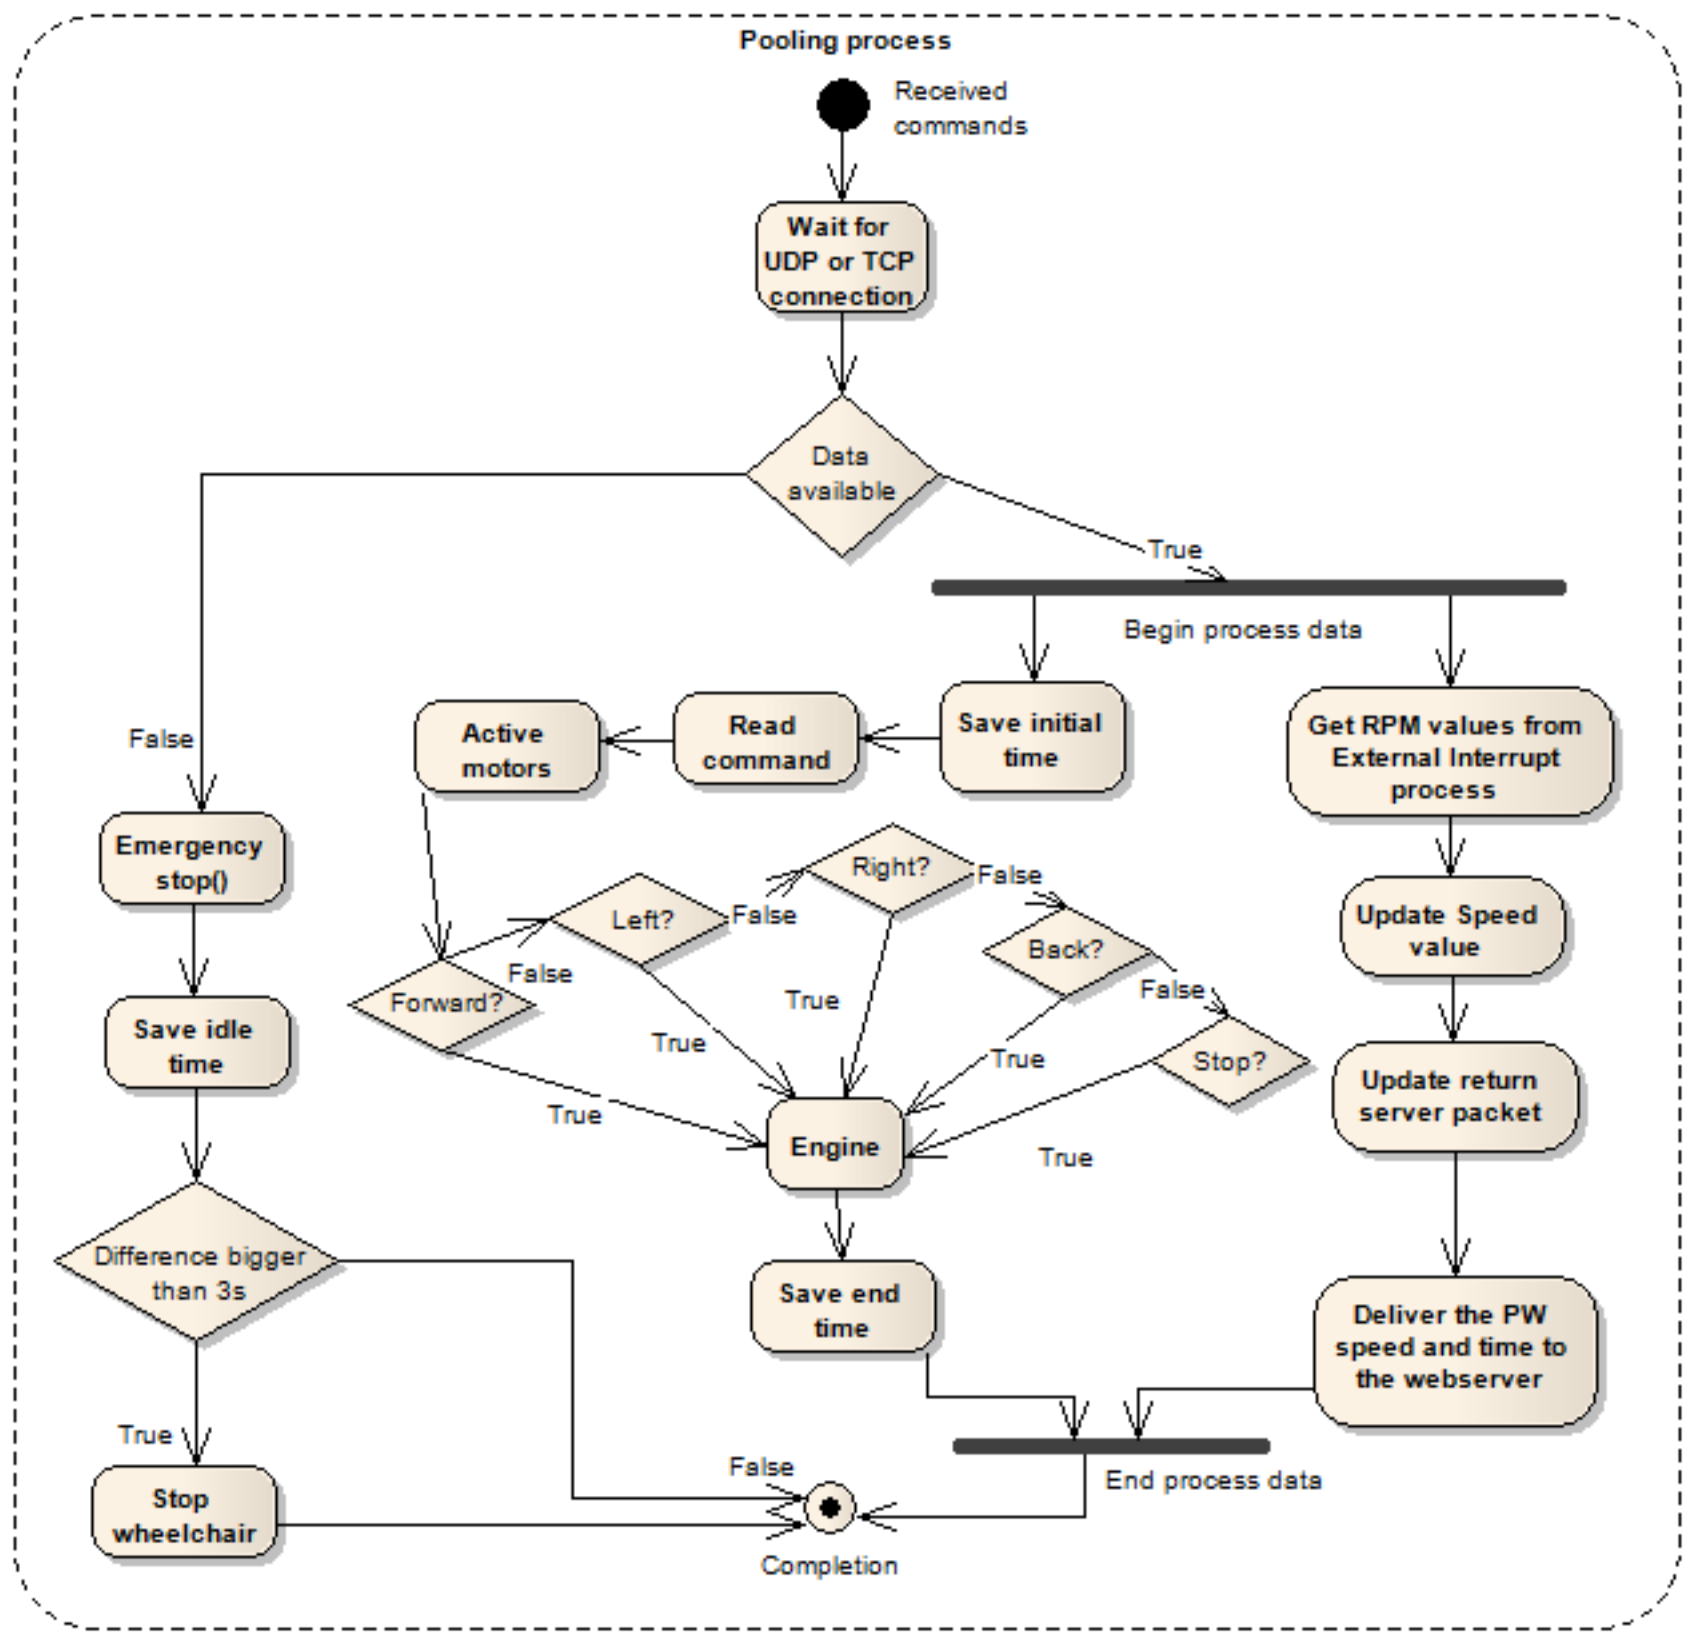 Pooling process
Received
commands
Wait for
UDP or TCP
connection
Data
available
True
Begin process data
False
Active
motors
Read
command
Save initial
time
Get RPM values from
External Interrupt
process
Emergency
stop()
Left?
False
Right?
False
Update Speed
value
Forward?
False
Back?
False
Save idle
time
True
True
True
Stop?
Update return
server packet
True
True
Engine
Difference bigger
than 3s
Save end
time
Deliver the PW
speed and time to
the webserver
True
False
End process data
Stop
wheelchair
Completion